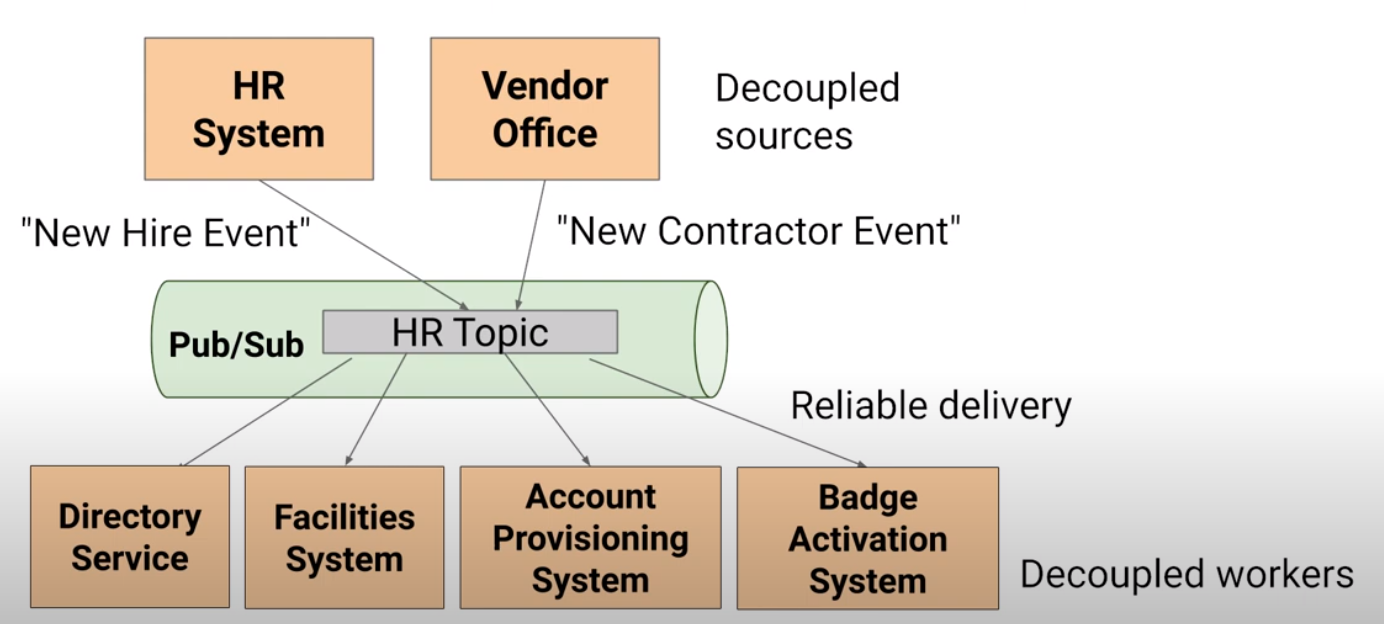 HR
System
Vendor
Office
Decoupled
sources
"New Hire Event"
"New Contractor Event"
Pub/Sub
HR Topic
Reliable delivery
Directory
Service
Facilities
System
Account
Provisioning
System
Badge
Activation
System
Decoupled workers